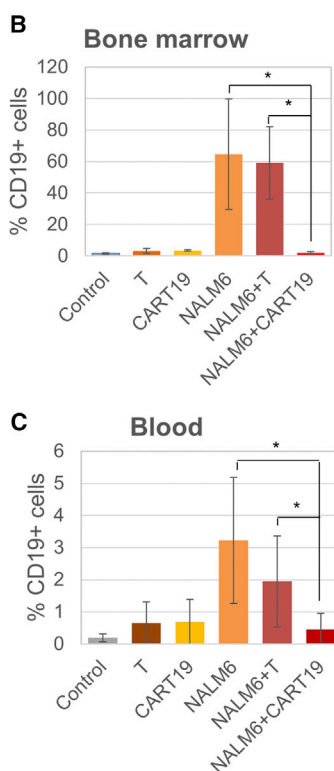 B
Bone marrow
% CD19+ cells
120
100
80
60
40
20
0
* 
*
Control
T
CART19
NALM6
NALM6+T
NALM6+CART19
C
Blood
% CD19+ cells
6
5
4
3
2
1
0
*
*
Control
T
CART19
NALM6
NALM6+T
NALM6+CART19